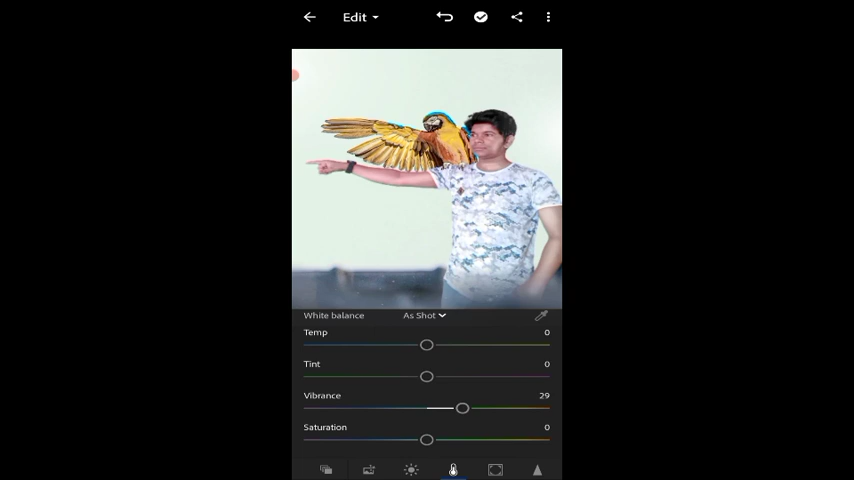 Edit
White balance As Shot
Temp 0
Tint 0
Vibrance 29
Saturation 0